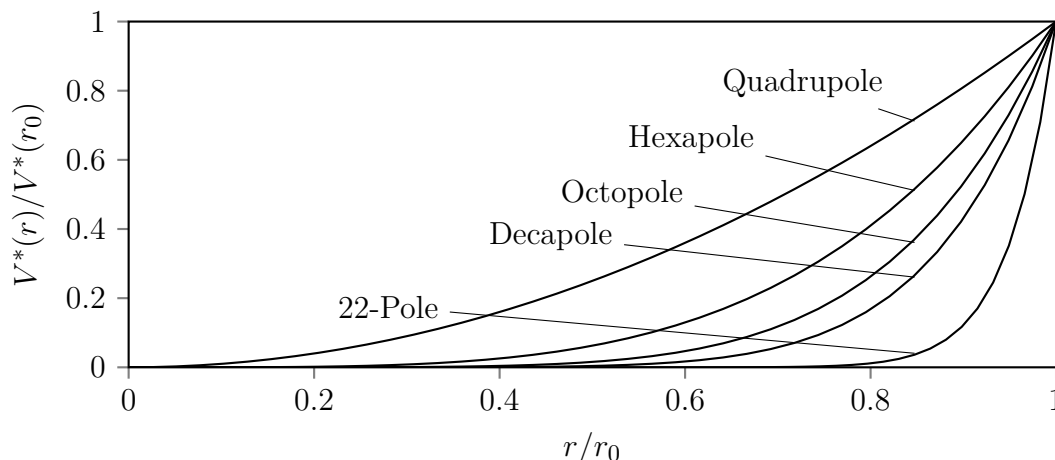 1
0.8
0.6
0.4
0.2
0
V*(r)/V*(r₀)
Quadrupole
Hexapole
Octopole
Decapole
22-Pole
0 0.2 0.4 0.6 0.8 1
r/r₀